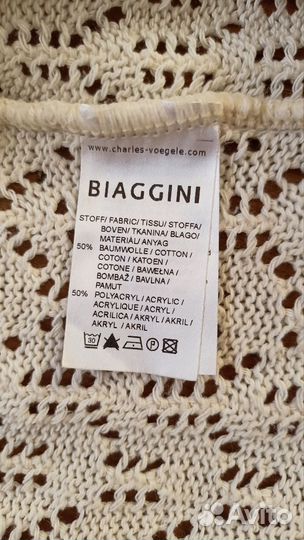 www.charles-voegele.com
BIAGGINI
STOFF/ FABRIC/ TISSU/ STOFFA/
BOVEN/ TKANINA/ BLAGO/
MATERIAL/ ANYAG
50% BAUMWOLLE / COTTON /
COTON / KATOEN /
COTONE / BAWEŁNA /
BOMBAŽ / BAVLNA /
PAMUT
50% POLYACRYL / ACRYLIC /
ACRYLIQUE / ACRYL /
ACRILICA / AKRYL / AKRIL /
AKRYL / AKRIL
30
P
Avito